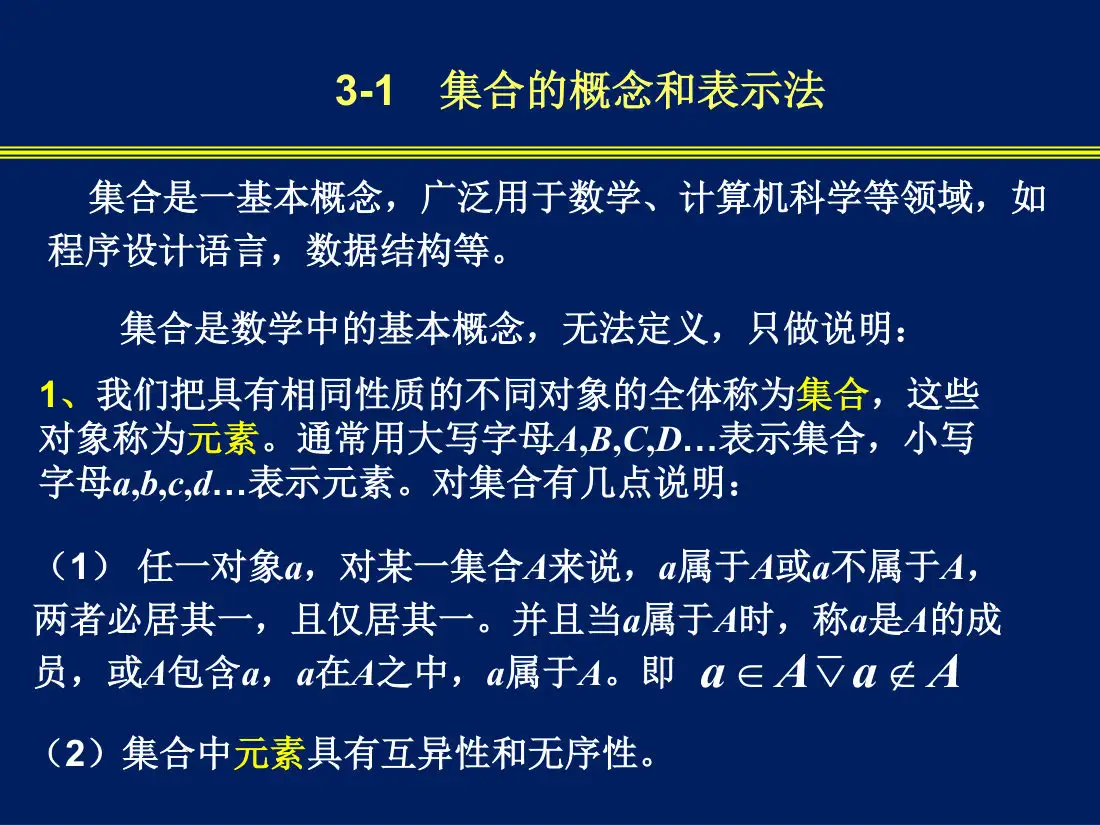 3-1 集合的概念和表示法
集合是一基本概念，广泛用于数学、计算机科学等领域，如
程序设计语言，数据结构等。
集合是数学中的基本概念，无法定义，只做说明：
1、我们把具有相同性质的不同对象的全体称为集合，这些
对象称为元素。通常用大写字母A,B,C,D…表示集合，小写
字母a,b,c,d…表示元素。对集合有几点说明：
（1） 任一对象a，对某一集合A来说，a属于A或a不属于A，
两者必居其一，且仅居其一。并且当a属于A时，称a是A的成
员，或A包含a，a在A之中，a属于A。即 a ∈ A ⊽ a ∉ A
（2）集合中元素具有互异性和无序性。